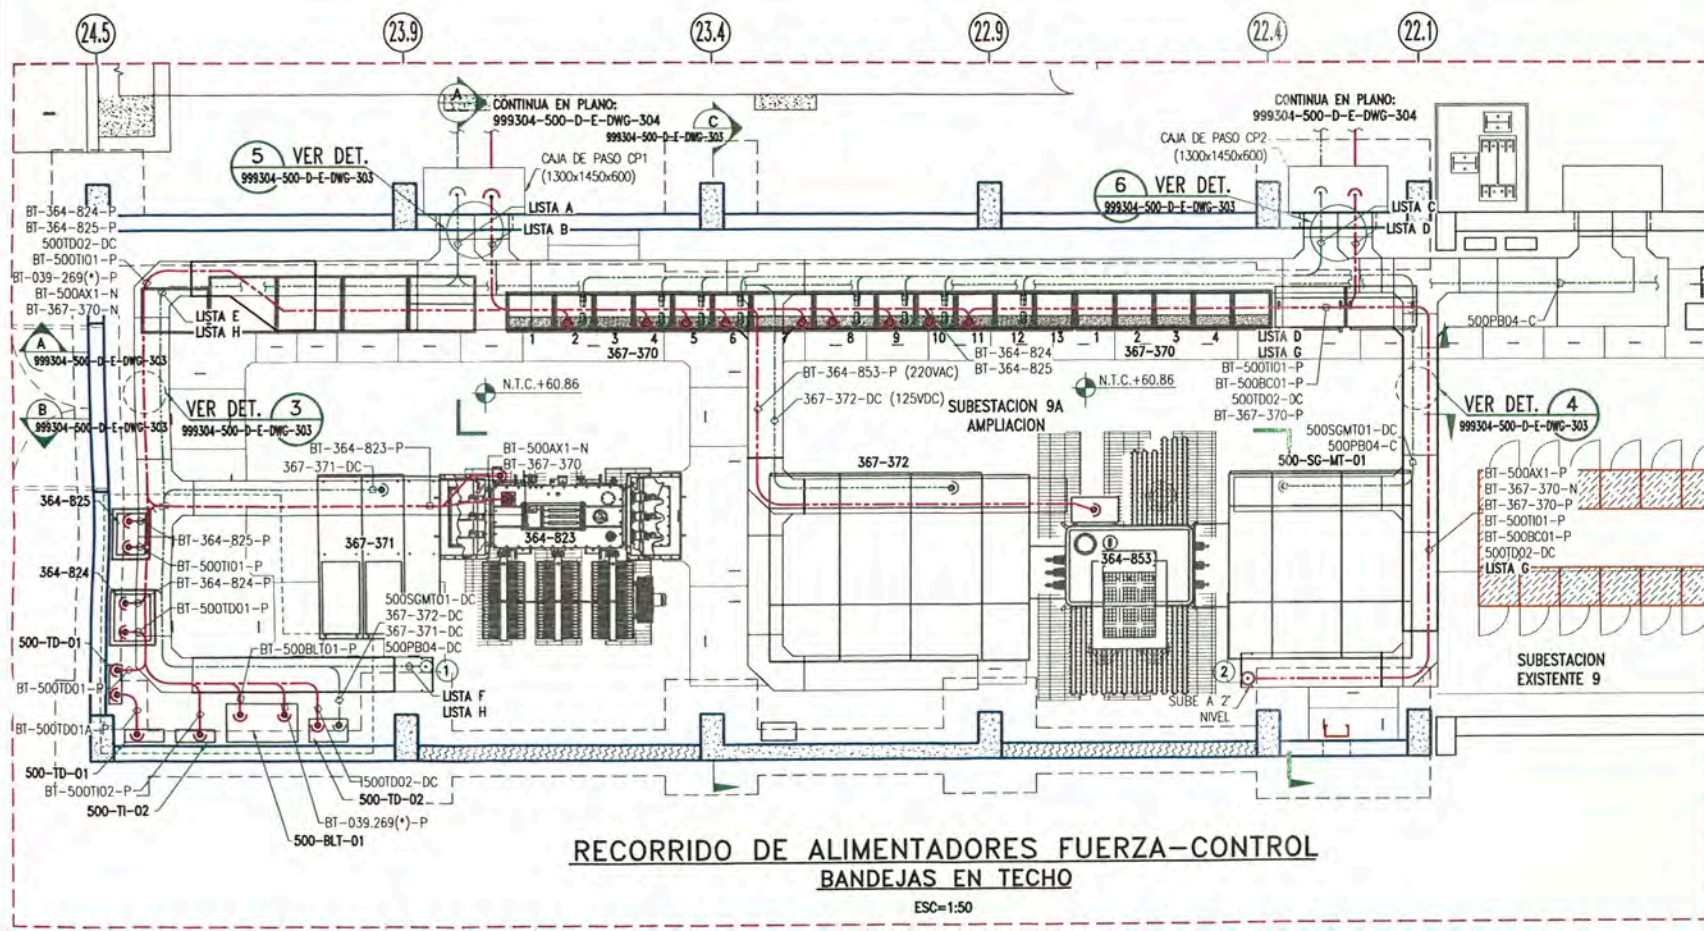 24.5
23.9
23.4
22.9
22.4
22.1
A
CONTINUA EN PLANO:
999304-500-D-E-DWG-304
C
999304-500-D-E-DWG-303
CONTINUA EN PLANO:
999304-500-D-E-DWG-304
5
VER DET.
999304-500-D-E-DWG-303
CAJA DE PASO CP1
(1300x1450x600)
CAJA DE PASO CP2
(1300x1450x600)
6
VER DET.
999304-500-D-E-DWG-303
LISTA A
LISTA B
LISTA C
LISTA D
BT-364-824-P
BT-364-825-P
500TD02-DC
BT-500TI01-P
BT-039-269(*)-P
BT-500AX1-N
BT-367-370-N
LISTA E
LISTA H
500PB04-C
1 2 3 4 5 6 7 8 9 10 11 12 13 1 2 3 4
367-370
367-370
LISTA D
LISTA G
BT-500TI01-P
BT-500BC01-P
500TD02-DC
BT-367-370-P
BT-364-824
BT-364-825
A
999304-500-D-E-DWG-303
B
999304-500-D-E-DWG-303
VER DET.
3
999304-500-D-E-DWG-303
N.T.C.+60.86
BT-364-853-P (220VAC)
367-372-DC (125VDC)
N.T.C.+60.86
SUBESTACION 9A
AMPLIACION
VER DET.
4
999304-500-D-E-DWG-303
500SGMT01-DC
500PB04-C
500-SG-MT-01
BT-364-823-P
367-371-DC
BT-500AX1-N
BT-367-370
367-372
BT-500AX1-P
BT-367-370-N
BT-367-370-P
BT-500TI01-P
BT-500BC01-P
500TD02-DC
LISTA G
364-825
BT-364-825-P
BT-500TI01-P
367-371
364-823
364-853
364-824
BT-364-824-P
BT-500TD01-P
500SGMT01-DC
367-372-DC
367-371-DC
500PB04-DC
500-TD-01
BT-500BLT01-P
1
LISTA F
LISTA H
BT-500TD01-P
BT-500TD01A-P
2
SUBE A 2°
NIVEL
SUBESTACION
EXISTENTE 9
500-TD-01
BT-500TI02-P
500-TI-02
500TD02-DC
500-TD-02
BT-039.269(*)-P
500-BLT-01
RECORRIDO DE ALIMENTADORES FUERZA-CONTROL
BANDEJAS EN TECHO
ESC=1:50